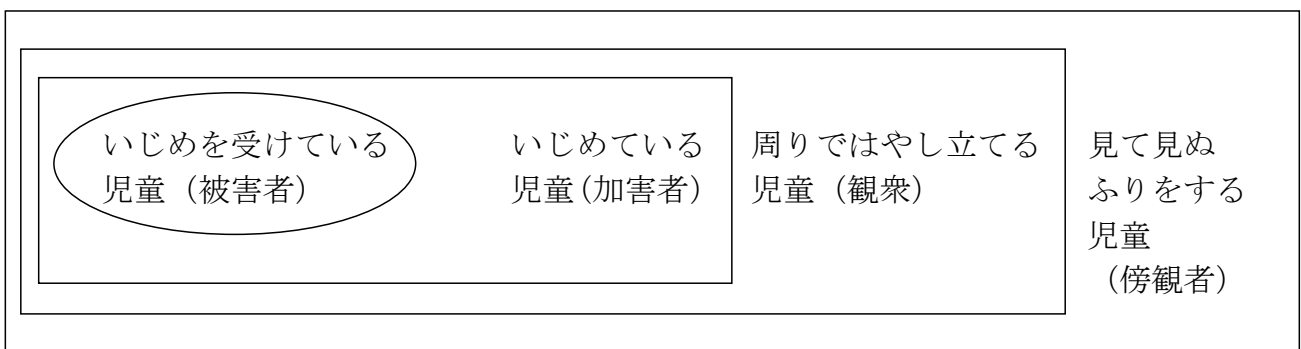 いじめを受けている
児童（被害者）
いじめている
児童(加害者)
周りではやし立てる
児童（観衆）
見て見ぬ
ふりをする
児童
（傍観者）